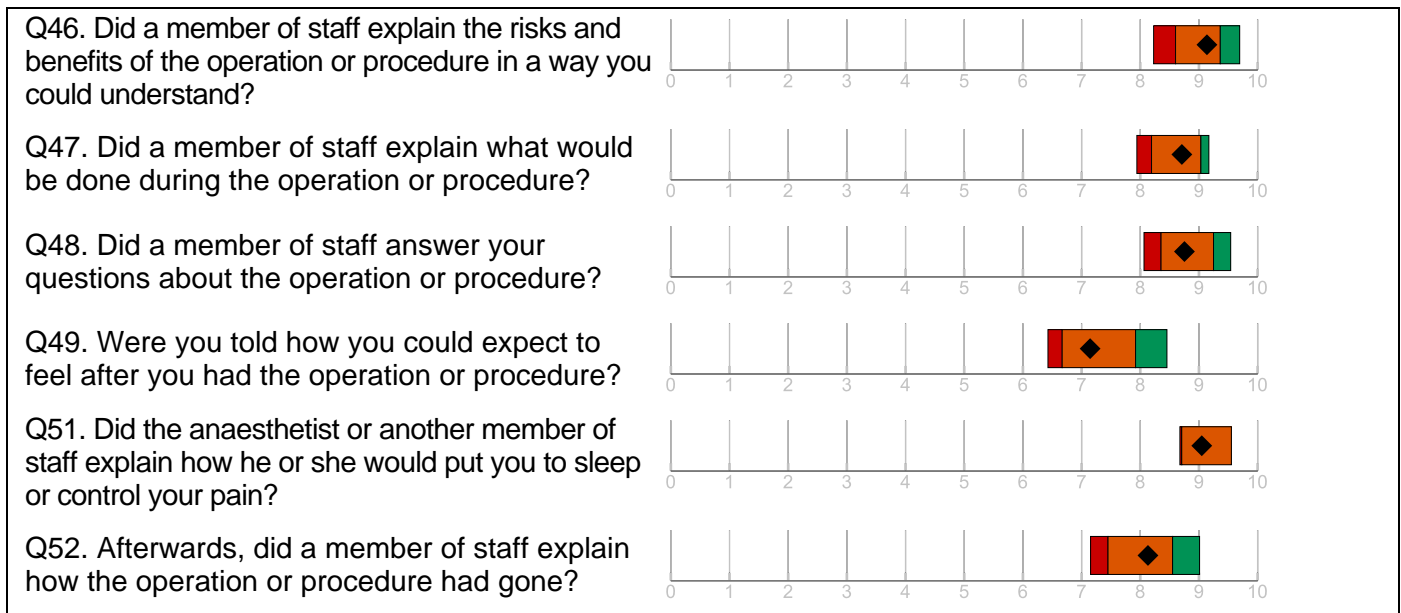 Q46. Did a member of staff explain the risks and
benefits of the operation or procedure in a way you
could understand?
0 1 2 3 4 5 6 7 8 9 10
Q47. Did a member of staff explain what would
be done during the operation or procedure?
0 1 2 3 4 5 6 7 8 9 10
Q48. Did a member of staff answer your
questions about the operation or procedure?
0 1 2 3 4 5 6 7 8 9 10
Q49. Were you told how you could expect to
feel after you had the operation or procedure?
0 1 2 3 4 5 6 7 8 9 10
Q51. Did the anaesthetist or another member of
staff explain how he or she would put you to sleep
or control your pain?
0 1 2 3 4 5 6 7 8 9 10
Q52. Afterwards, did a member of staff explain
how the operation or procedure had gone?
0 1 2 3 4 5 6 7 8 9 10